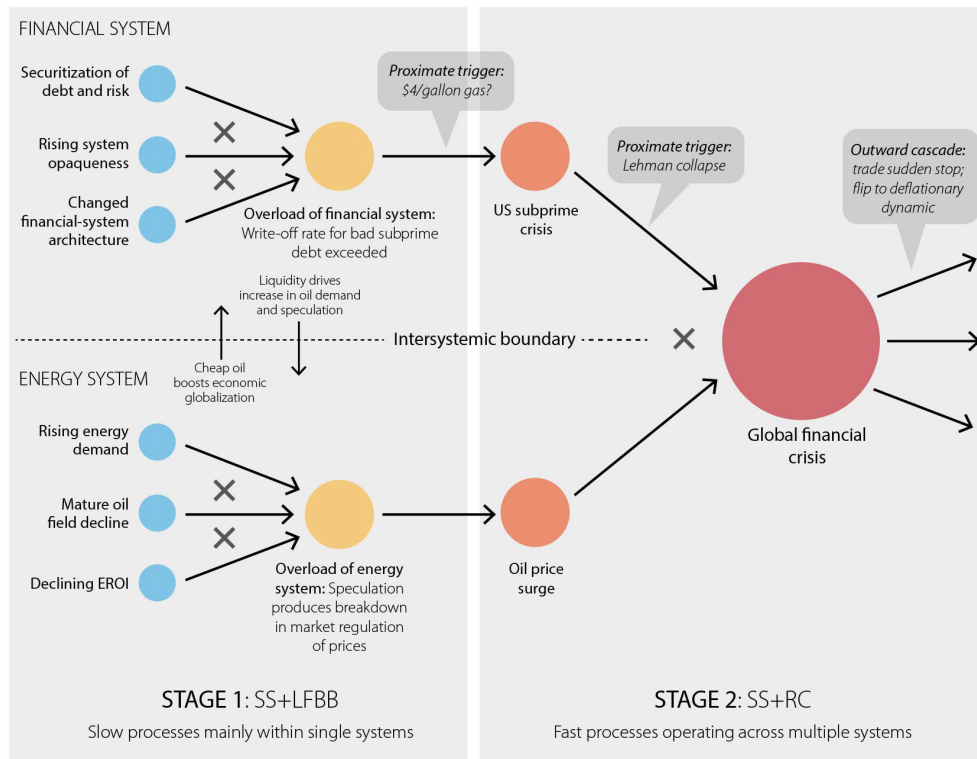 FINANCIAL SYSTEM
Securitization of
debt and risk
Rising system
opaqueness
Changed
financial-system
architecture
Overload of financial system:
Write-off rate for bad subprime
debt exceeded
Proximate trigger:
$4/gallon gas?
US subprime
crisis
Proximate trigger:
Lehman collapse
Outward cascade:
trade sudden stop;
flip to deflationary
dynamic
Liquidity drives
increase in oil demand
and speculation
Intersystemic boundary
Cheap oil
boosts economic
globalization
ENERGY SYSTEM
Rising energy
demand
Mature oil
field decline
Declining EROI
Overload of energy
system: Speculation
produces breakdown
in market regulation
of prices
Oil price
surge
Global financial
crisis
STAGE 1: SS+LFBB
Slow processes mainly within single systems
STAGE 2: SS+RC
Fast processes operating across multiple systems